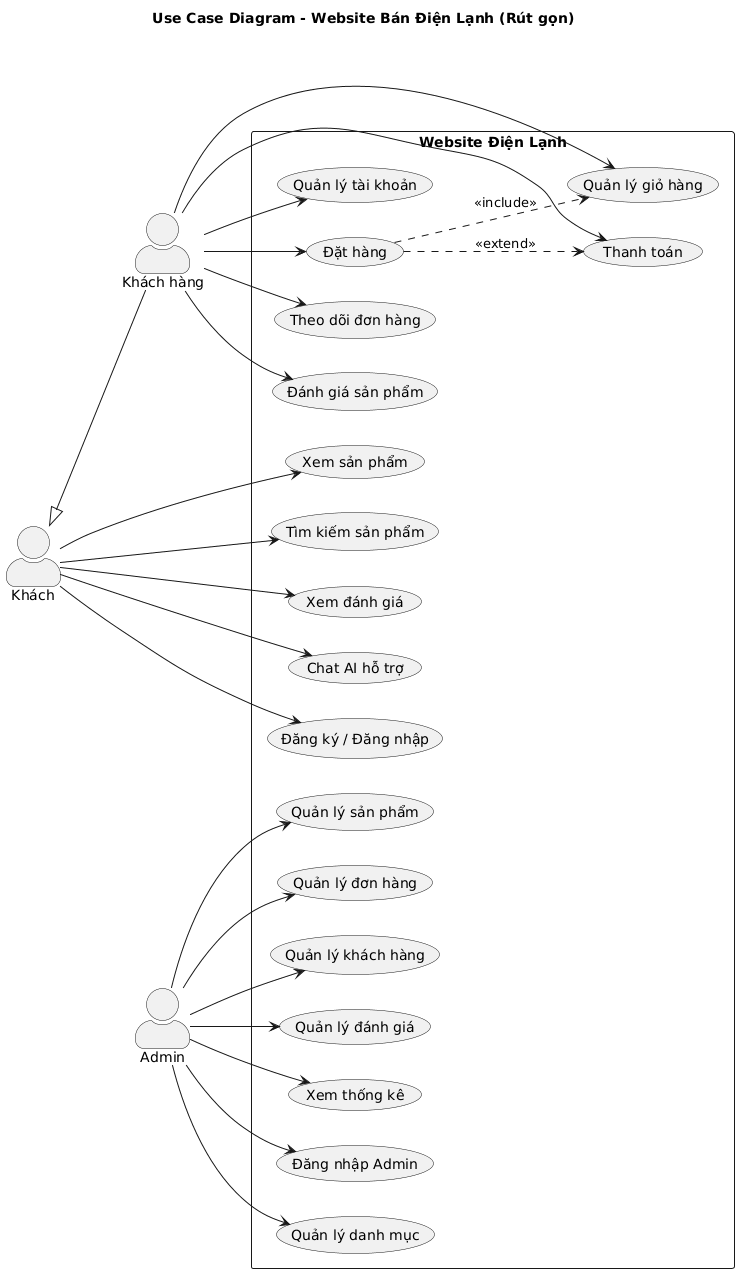 Use Case Diagram - Website Bán Điện Lạnh (Rút gọn)
Website Điện Lạnh
Quản lý tài khoản
Quản lý giỏ hàng
«include»
Đặt hàng
«extend»
Thanh toán
Khách hàng
Theo dõi đơn hàng
Đánh giá sản phẩm
Xem sản phẩm
Tìm kiếm sản phẩm
Khách
Xem đánh giá
Chat AI hỗ trợ
Đăng ký / Đăng nhập
Quản lý sản phẩm
Quản lý đơn hàng
Quản lý khách hàng
Quản lý đánh giá
Admin
Xem thống kê
Đăng nhập Admin
Quản lý danh mục